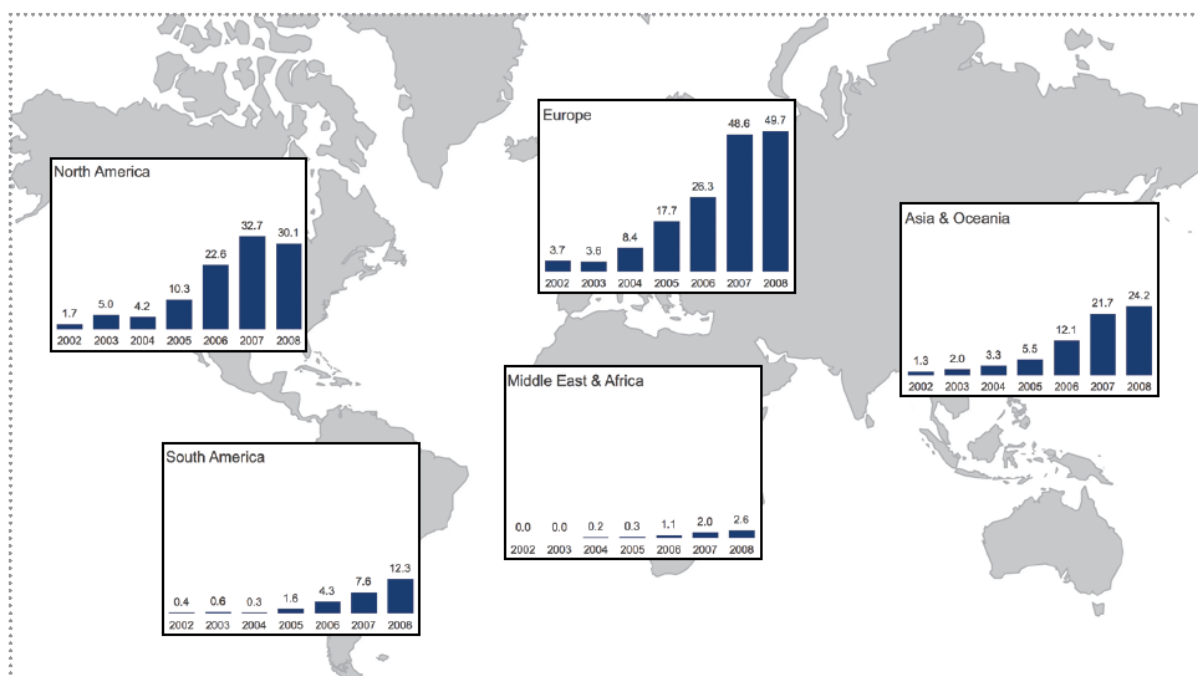 Europe
3.7 3.6 8.4 17.7 26.3 48.6 49.7
2002 2003 2004 2005 2006 2007 2008
North America
1.7 5.0 4.2 10.3 22.6 32.7 30.1
2002 2003 2004 2005 2006 2007 2008
Asia & Oceania
1.3 2.0 3.3 5.5 12.1 21.7 24.2
2002 2003 2004 2005 2006 2007 2008
Middle East & Africa
0.0 0.0 0.2 0.3 1.1 2.0 2.6
2002 2003 2004 2005 2006 2007 2008
South America
0.4 0.6 0.3 1.6 4.3 7.6 12.3
2002 2003 2004 2005 2006 2007 2008